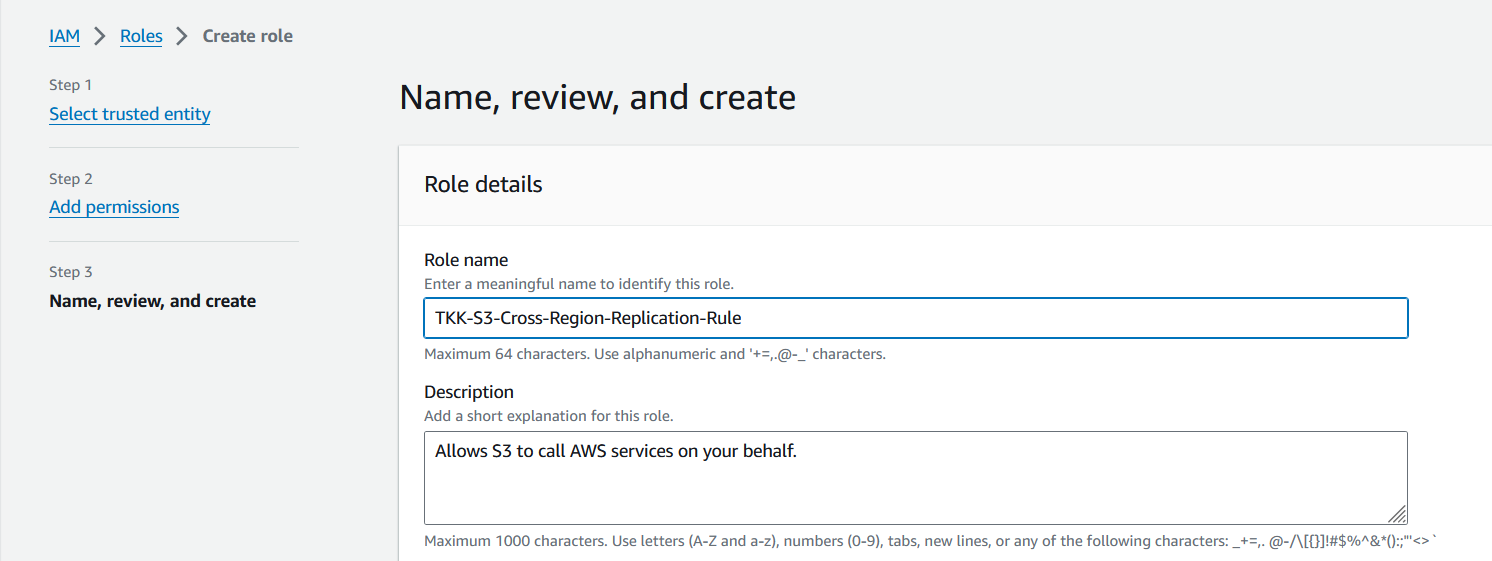 IAM > Roles > Create role
Step 1
Select trusted entity
Step 2
Add permissions
Step 3
Name, review, and create
Name, review, and create
Role details
Role name
Enter a meaningful name to identify this role.
TKK-S3-Cross-Region-Replication-Rule
Maximum 64 characters. Use alphanumeric and '+=,.@-_' characters.
Description
Add a short explanation for this role.
Allows S3 to call AWS services on your behalf.
Maximum 1000 characters. Use letters (A-Z and a-z), numbers (0-9), tabs, new lines, or any of the following characters: _+=,. @-/\[{}]!#$%^&*():;"'<>`